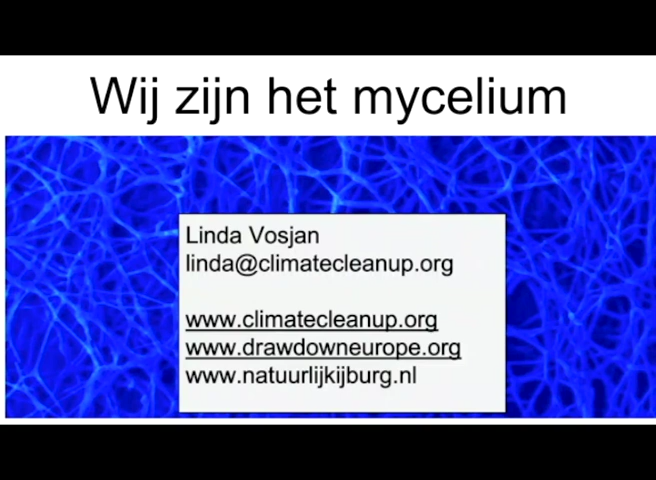 Wij zijn het mycelium
Linda Vosjan
linda@climatecleanup.org
www.climatecleanup.org
www.drawdowneurope.org
www.natuurlijkijburg.nl